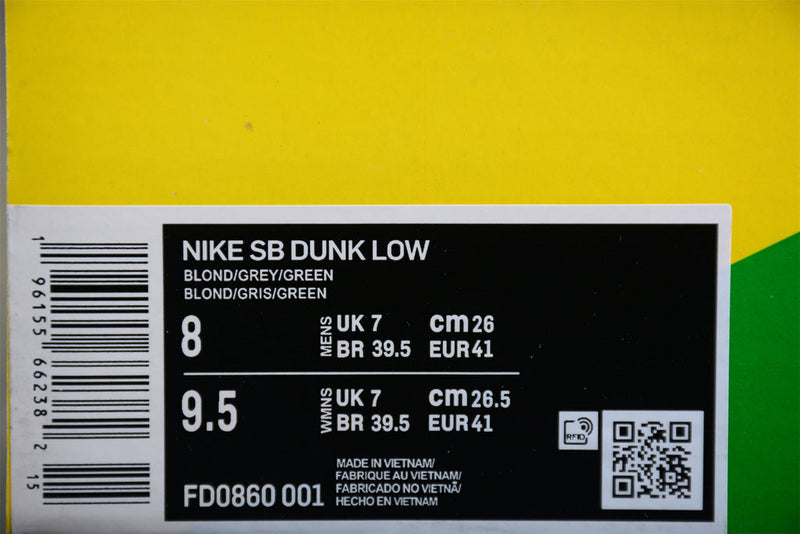 NIKE SB DUNK LOW
BLOND/GREY/GREEN
BLOND/GRIS/GREEN
8 MENS UK 7 cm 26
BR 39.5 EUR 41
9.5 WMNS UK 7 cm 26.5
BR 39.5 EUR 41
FD0860 001
MADE IN VIETNAM/
FABRIQUE AU VIETNAM/
FABRICADO NO VIETNÃ/
HECHO EN VIETNAM
RFID
1 96155 66238 2
15